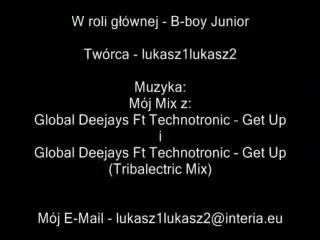 W roli głównej - B-boy Junior
Twórca - lukasz1lukasz2
Muzyka:
Mój Mix z:
Global Deejays Ft Technotronic - Get Up
i
Global Deejays Ft Technotronic - Get Up
(Tribalectric Mix)
Mój E-Mail - lukasz1lukasz2@interia.eu